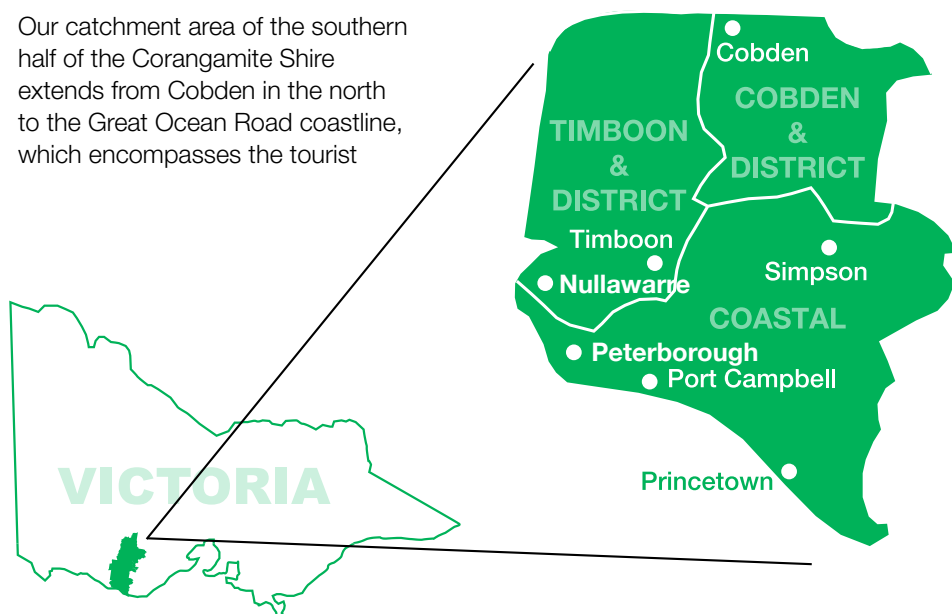 Our catchment area of the southern
half of the Corangamite Shire
extends from Cobden in the north
to the Great Ocean Road coastline,
which encompasses the tourist
Cobden
COBDEN
&
DISTRICT
TIMBOON
&
DISTRICT
Timboon
Nullawarre
Simpson
COASTAL
Peterborough
Port Campbell
Princetown
VICTORIA